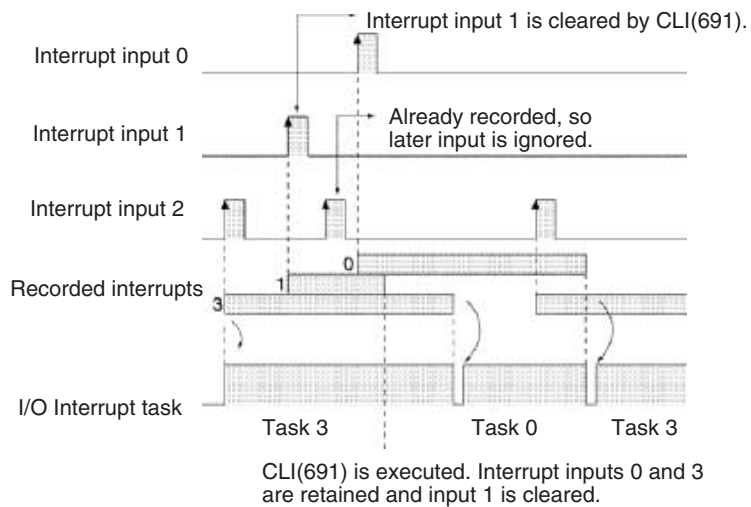 Interrupt input 1 is cleared by CLI(691).
Interrupt input 0
Already recorded, so
later input is ignored.
Interrupt input 1
Interrupt input 2
0
1
Recorded interrupts
3
I/O Interrupt task
Task 3
Task 0
Task 3
CLI(691) is executed. Interrupt inputs 0 and 3
are retained and input 1 is cleared.